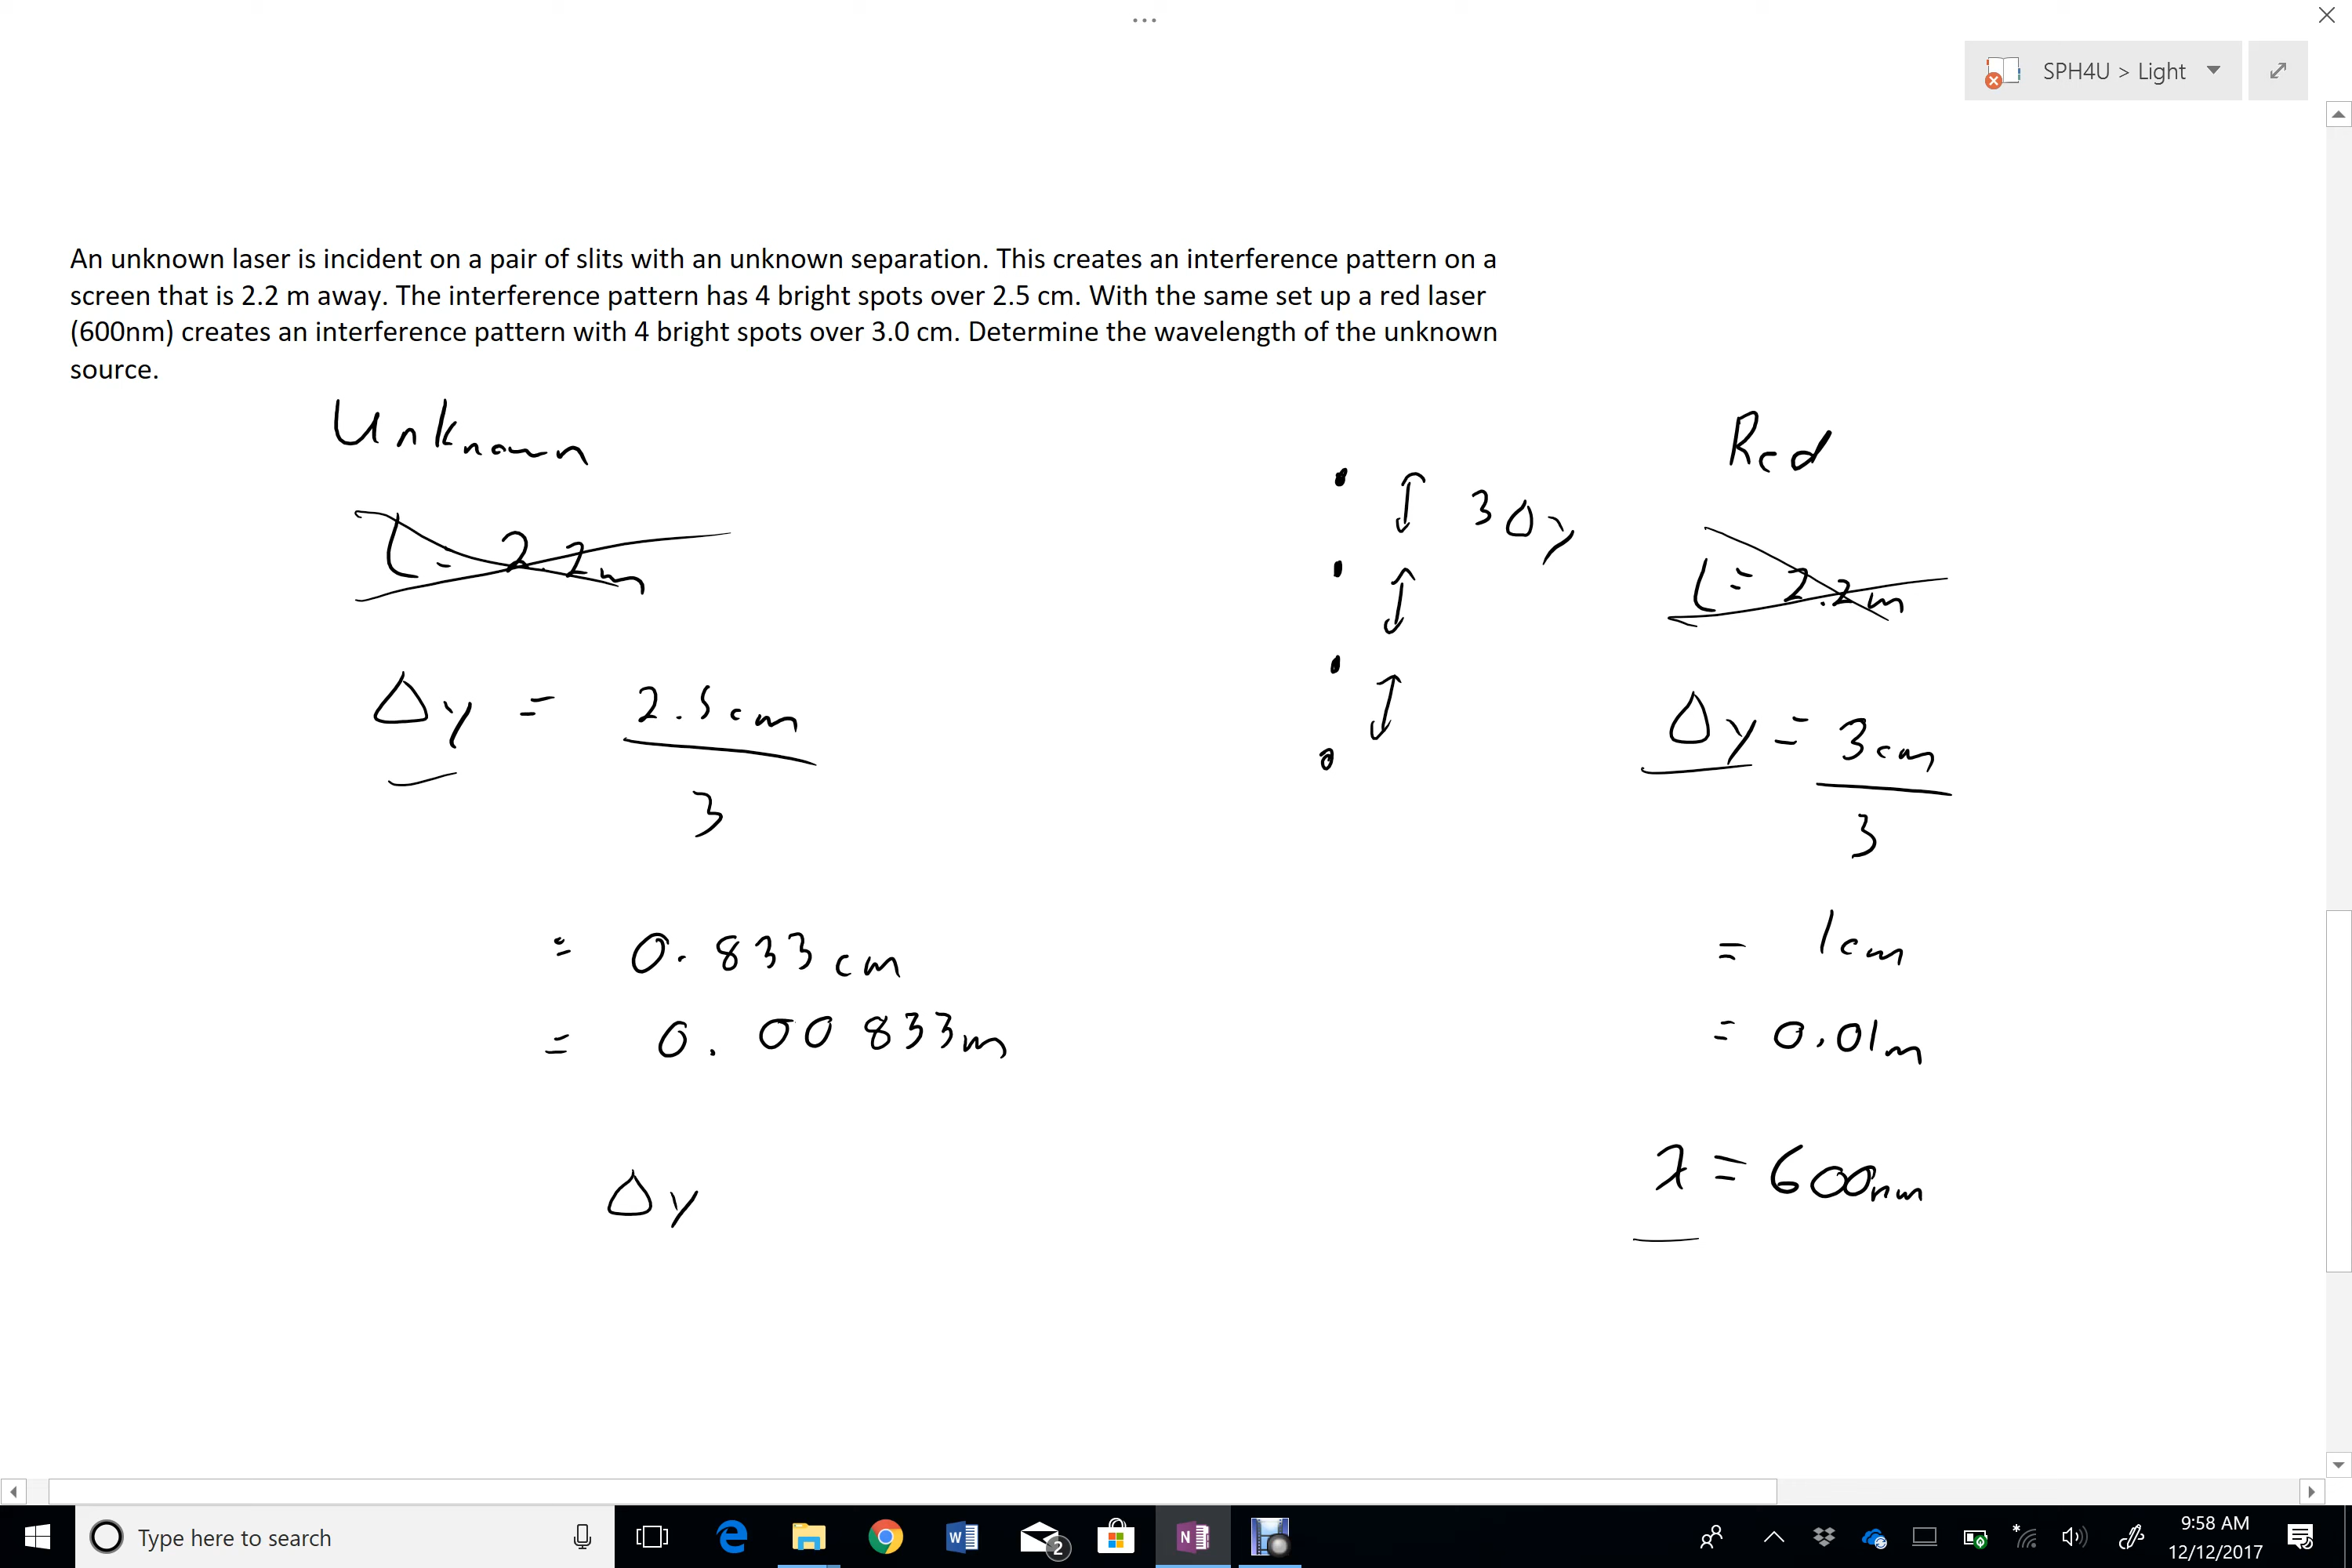 SPH4U > Light
An unknown laser is incident on a pair of slits with an unknown separation. This creates an interference pattern on a
screen that is 2.2 m away. The interference pattern has 4 bright spots over 2.5 cm. With the same set up a red laser
(600nm) creates an interference pattern with 4 bright spots over 3.0 cm. Determine the wavelength of the unknown
source.
Unknown
L = 2.2m
Δy = 2.5cm
3
= 0.833cm
= 0.00833m
Δy
3Δy
Red
L = 2.2m
Δy = 3cm
3
= 1cm
= 0.01m
λ = 600nm
Type here to search
2
9:58 AM
12/12/2017